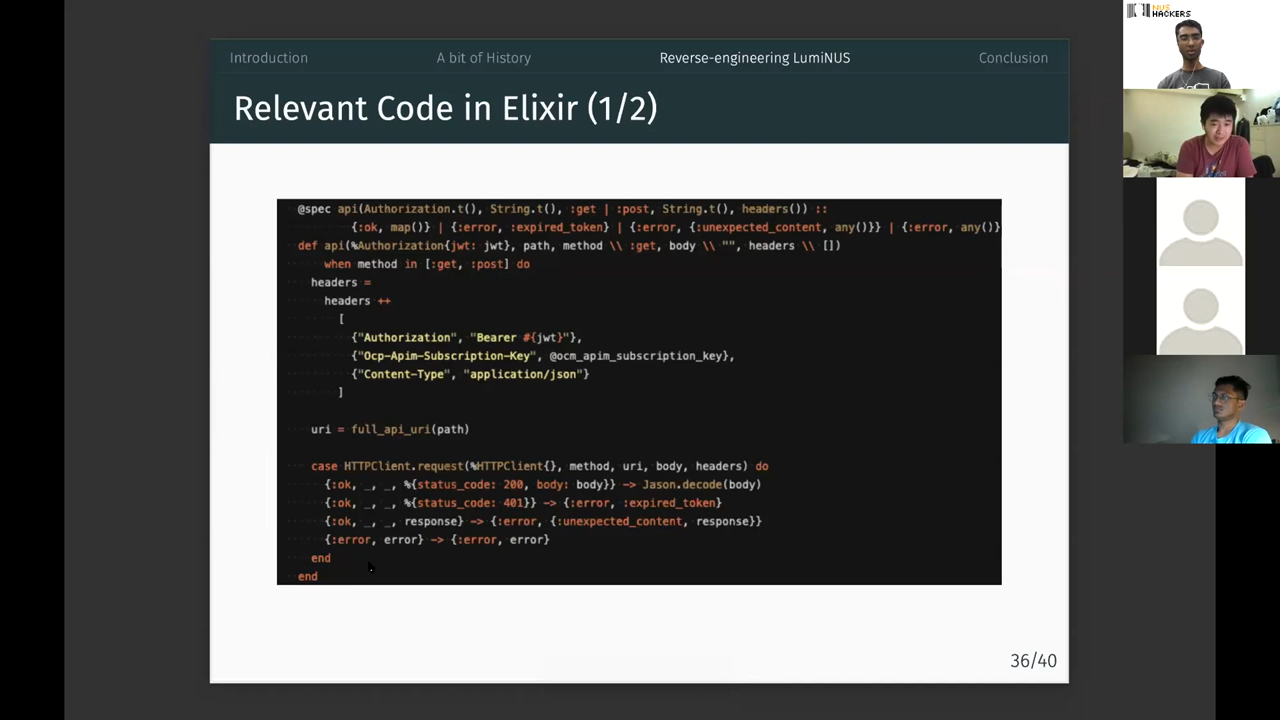 Introduction
A bit of History
Reverse-engineering LumiNUS
Conclusion
Relevant Code in Elixir (1/2)
@spec api(Authorization.t(), String.t(), :get | :post, String.t(), headers()) ::
{:ok, map()} | {:error, :expired_token} | {:error, {:unexpected_content, any()}} | {:error, any()}
def api(%Authorization{jwt: jwt}, path, method \\ :get, body \\ "", headers \\ [])
when method in [:get, :post] do
headers =
headers ++
[
{"Authorization", "Bearer #{jwt}"},
{"Ocp-Apim-Subscription-Key", @ocm_apim_subscription_key},
{"Content-Type", "application/json"}
]
uri = full_api_uri(path)
case HTTPClient.request(%HTTPClient{}, method, uri, body, headers) do
{:ok, _, _, %{status_code: 200, body: body}} -> Jason.decode(body)
{:ok, _, _, %{status_code: 401}} -> {:error, :expired_token}
{:ok, _, _, response} -> {:error, {:unexpected_content, response}}
{:error, error} -> {:error, error}
end
end
36/40
NUS
HACKERS